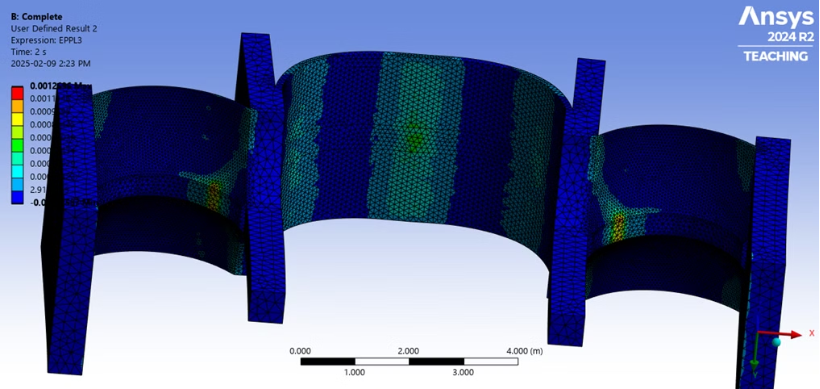 B: Complete
User Defined Result 2
Expression: EPPL3
Time: 2 s
2025-02-09 2:23 PM
Ansys
2024 R2
TEACHING
0.000
2.000
4.000 (m)
1.000
3.000
X